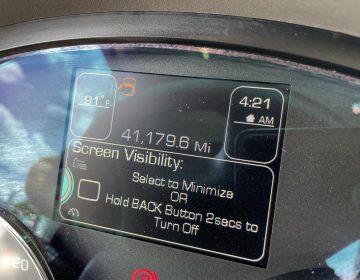 91° F
4:21
AM
41,179.6 Mi
Screen Visibility:
Select to Minimize
OR
Hold BACK Button 2secs to
Turn Off